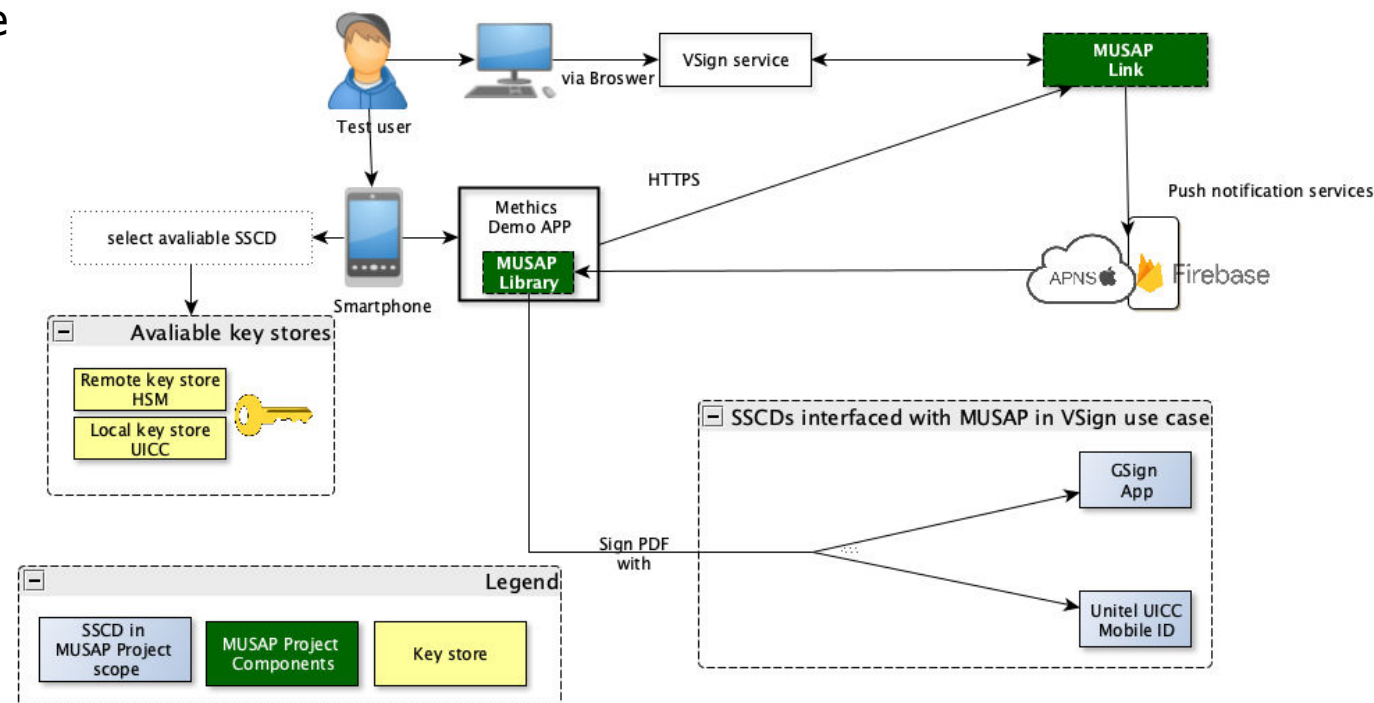 e
MUSAP
Link
VSign service
via Broswer
Test user
HTTPS
Push notification services
Methics
Demo APP
MUSAP
Library
select avaliable SSCD
APNS
Firebase
Smartphone
Avaliable key stores
Remote key store
HSM
Local key store
UICC
SSCDs interfaced with MUSAP in VSign use case
GSign
App
Sign PDF
with
Unitel UICC
Mobile ID
Legend
SSCD in
MUSAP Project
scope
MUSAP Project
Components
Key store